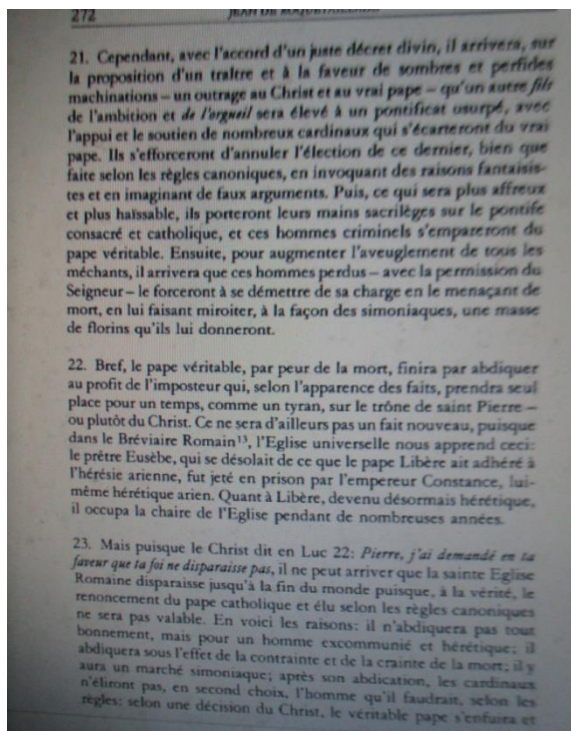 272
JEAN DE ROQUETAILLADE
21. Cependant, avec l'accord d'un juste décret divin, il arrivera, sur
la proposition d'un traître et à la faveur de sombres et perfides
machinations – un outrage au Christ et au vrai pape – qu'un autre fils
de l'ambition et de l'orgueil sera élevé à un pontificat usurpé, avec
l'appui et le soutien de nombreux cardinaux qui s'écarteront du vrai
pape. Ils s'efforceront d'annuler l'élection de ce dernier, bien que
faite selon les règles canoniques, en invoquant des raisons fantaisis-
tes et en imaginant de faux arguments. Puis, ce qui sera plus affreux
et plus haïssable, ils porteront leurs mains sacrilèges sur le pontife
consacré et catholique, et ces hommes criminels s'empareront du
pape véritable. Ensuite, pour augmenter l'aveuglement de tous les
méchants, il arrivera que ces hommes perdus – avec la permission du
Seigneur – le forceront à se démettre de sa charge en le menaçant de
mort, en lui faisant miroiter, à la façon des simoniaques, une masse
de florins qu'ils lui donneront.
22. Bref, le pape véritable, par peur de la mort, finira par abdiquer
au profit de l'imposteur qui, selon l'apparence des faits, prendra seul
place pour un temps, comme un tyran, sur le trône de saint Pierre –
ou plutôt du Christ. Ce ne sera d'ailleurs pas un fait nouveau, puisque
dans le Bréviaire Romain¹³, l'Eglise universelle nous apprend ceci:
le prêtre Eusèbe, qui se désolait de ce que le pape Libère ait adhéré à
l'hérésie arienne, fut jeté en prison par l'empereur Constance, lui-
même hérétique arien. Quant à Libère, devenu désormais hérétique,
il occupa la chaire de l'Eglise pendant de nombreuses années.
23. Mais puisque le Christ dit en Luc 22: Pierre, j'ai demandé en ta
faveur que ta foi ne disparaisse pas, il ne peut arriver que la sainte Eglise
Romaine disparaisse jusqu'à la fin du monde puisque, à la vérité, le
renoncement du pape catholique et élu selon les règles canoniques
ne sera pas valable. En voici les raisons: il n'abdiquera pas tout
bonnement, mais pour un homme excommunié et hérétique; il
abdiquera sous l'effet de la contrainte et de la crainte de la mort; il y
aura un marché simoniaque; après son abdication, les cardinaux
n'éliront pas, en second choix, l'homme qu'il faudrait, selon les
règles: selon une décision du Christ, le véritable pape s'enfuira et